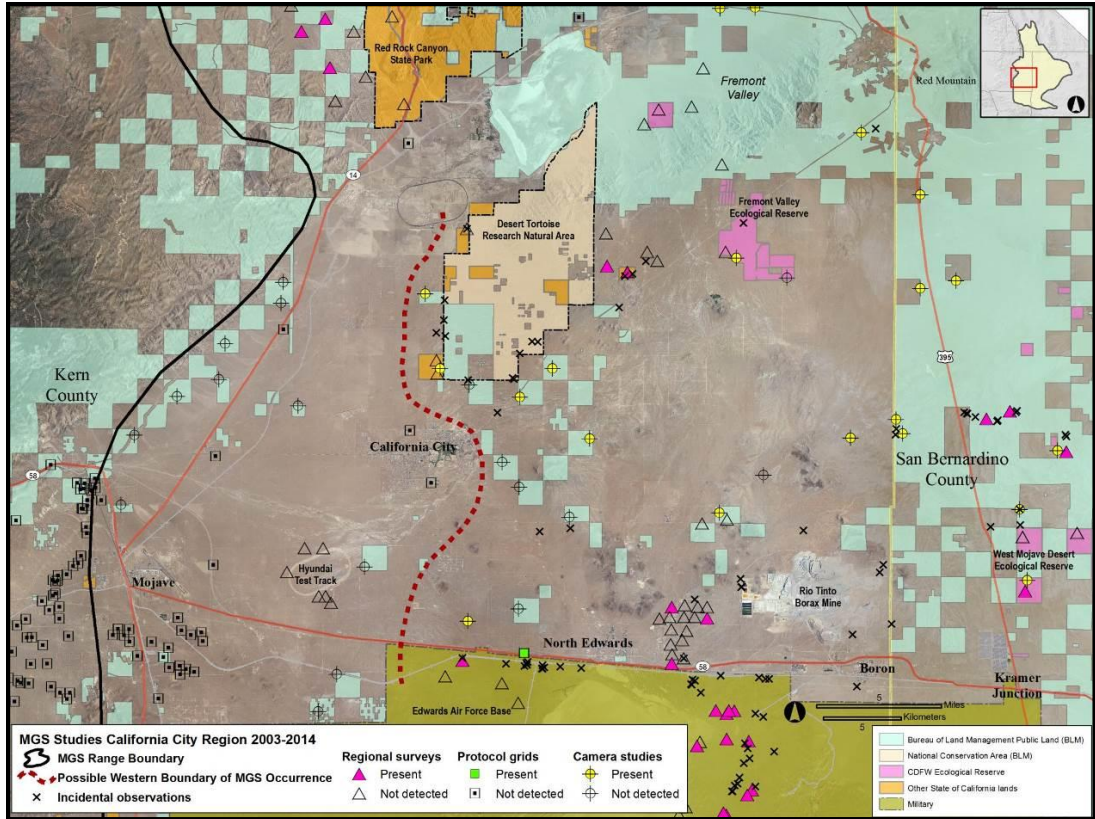 Red Rock Canyon
State Park
Fremont
Valley
Red Mountain
14
Fremont Valley
Ecological Reserve
Desert Tortoise
Research Natural Area
395
Kern
County
California City
58
San Bernardino
County
Mojave
Hyundai
Test Track
West Mojave Desert
Ecological Reserve
Rio Tinto
Borax Mine
North Edwards
58
Boron
Kramer
Junction
Edwards Air Force Base
5
Miles
Kilometers
5
MGS Studies California City Region 2003-2014
MGS Range Boundary
Possible Western Boundary of MGS Occurrence
Incidental observations
Regional surveys
Present
Not detected
Protocol grids
Present
Not detected
Camera studies
Present
Not detected
Bureau of Land Management Public Land (BLM)
National Conservation Area (BLM)
CDFW Ecological Reserve
Other State of California lands
Military